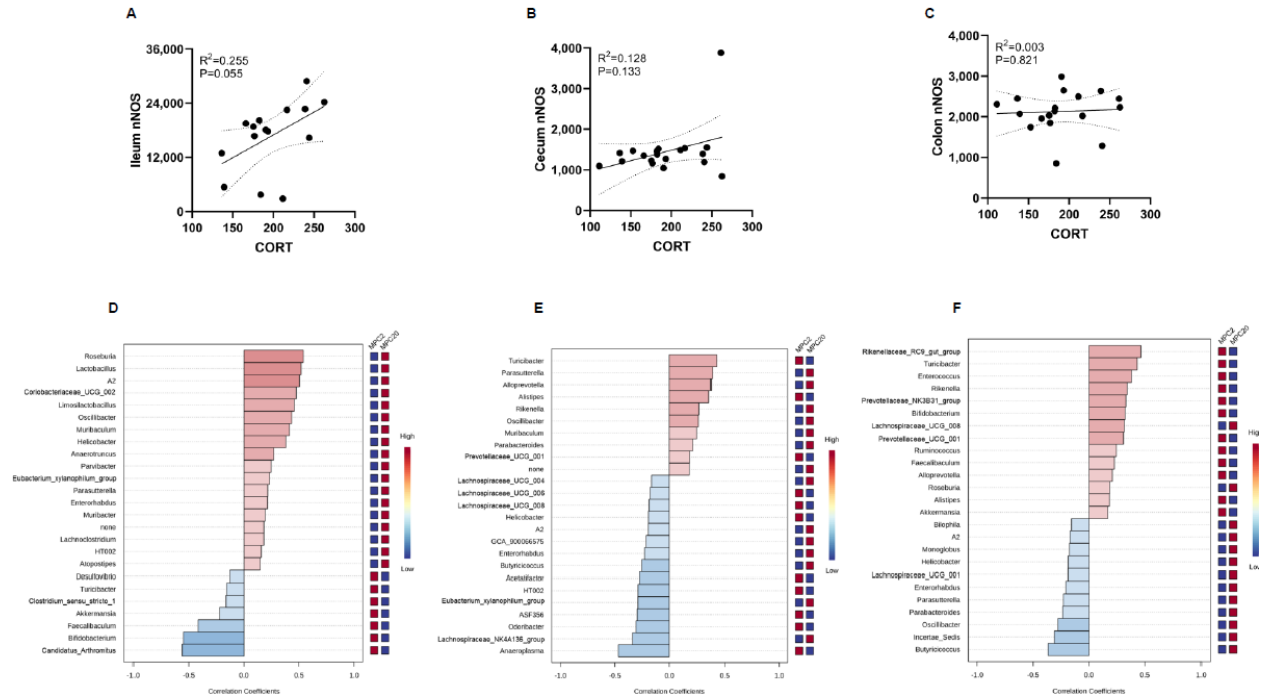 A
B
C
36,000
24,000
12,000
0
R²=0.255
P=0.055
Ileum nNOS
100 150 200 250 300
CORT
4,000
3,000
2,000
1,000
0
R²=0.128
P=0.133
Cecum nNOS
100 150 200 250 300
CORT
4,000
3,000
2,000
1,000
0
R²=0.003
P=0.821
Colon nNOS
100 150 200 250 300
CORT
D
MPC2 MPC20
Roseburia
Lactobacillus
A2
Coriobacteriaceae_UCG_002
Limosilactobacillus
Oscillibacter
Muribaculum
Helicobacter
Anaerotruncus
Parvibacter
Eubacterium_xylanophilum_group
Parasutterella
Enterorhabdus
Muribacter
none
Lachnoclostridium
HT002
Atopostipes
Desulfovibrio
Turicibacter
Clostridium_sensu_stricto_1
Akkermansia
Faecalibaculum
Bifidobacterium
Candidatus_Arthromitus
-1.0 -0.5 0.0 0.5 1.0
Correlation Coefficients
High
Low
E
MPC2 MPC20
Turicibacter
Parasutterella
Alloprevotella
Alistipes
Rikenella
Oscillibacter
Muribaculum
Parabacteroides
Prevotellaceae_UCG_001
none
Lachnospiraceae_UCG_004
Lachnospiraceae_UCG_006
Lachnospiraceae_UCG_008
Helicobacter
A2
GCA_900066575
Enterorhabdus
Butyricicoccus
Acetatifactor
HT002
Eubacterium_xylanophilum_group
ASF356
Odoribacter
Lachnospiraceae_NK4A136_group
Anaeroplasma
-1.0 -0.5 0.0 0.5 1.0
Correlation Coefficients
High
Low
F
MPC2 MPC20
Rikenellaceae_RC9_gut_group
Turicibacter
Enterococcus
Rikenella
Prevotellaceae_NK3B31_group
Bifidobacterium
Lachnospiraceae_UCG_008
Prevotellaceae_UCG_001
Ruminococcus
Faecalibaculum
Alloprevotella
Roseburia
Alistipes
Akkermansia
Bilophila
A2
Monoglobus
Helicobacter
Lachnospiraceae_UCG_001
Enterorhabdus
Parasutterella
Parabacteroides
Oscillibacter
Incertae_Sedis
Butyricicoccus
-1.0 -0.5 0.0 0.5 1.0
Correlation Coefficients
Hig
Low